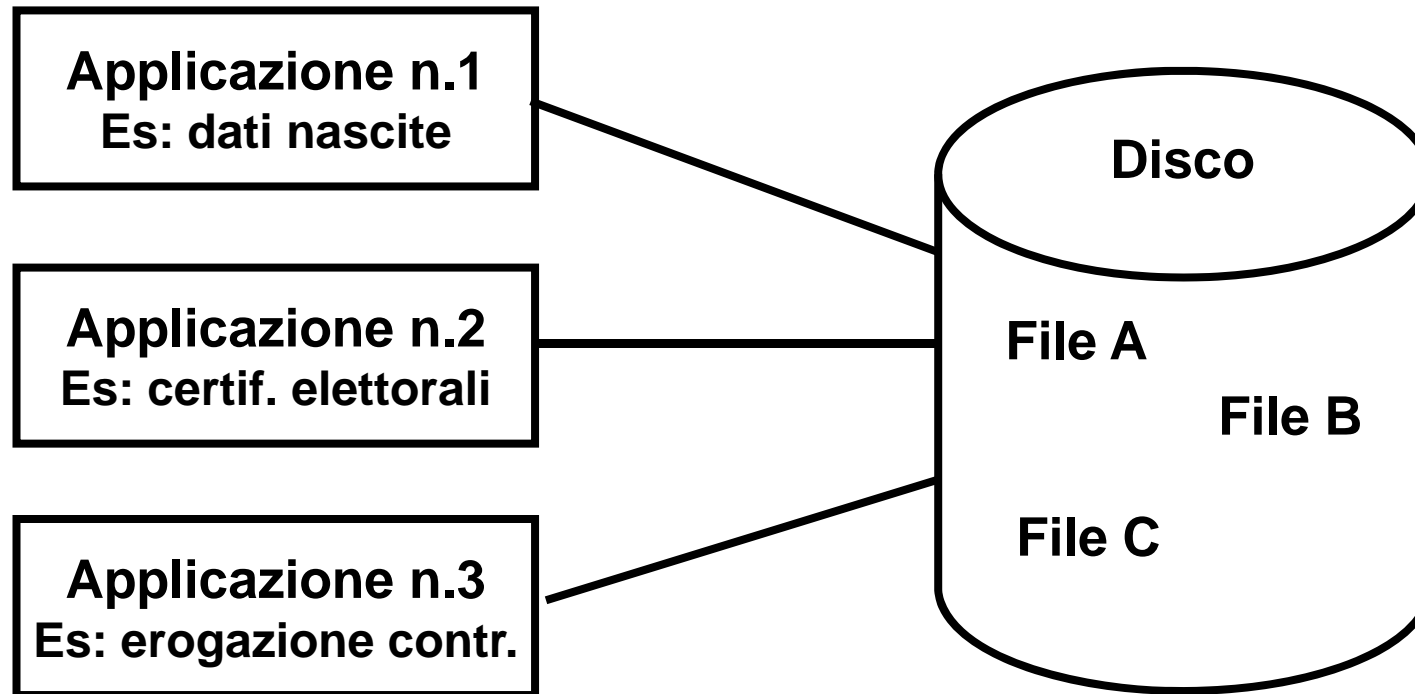 Applicazione n.1
Es: dati nascite
Applicazione n.2
Es: certif. elettorali
Applicazione n.3
Es: erogazione contr.
Disco
File A
File B
File C